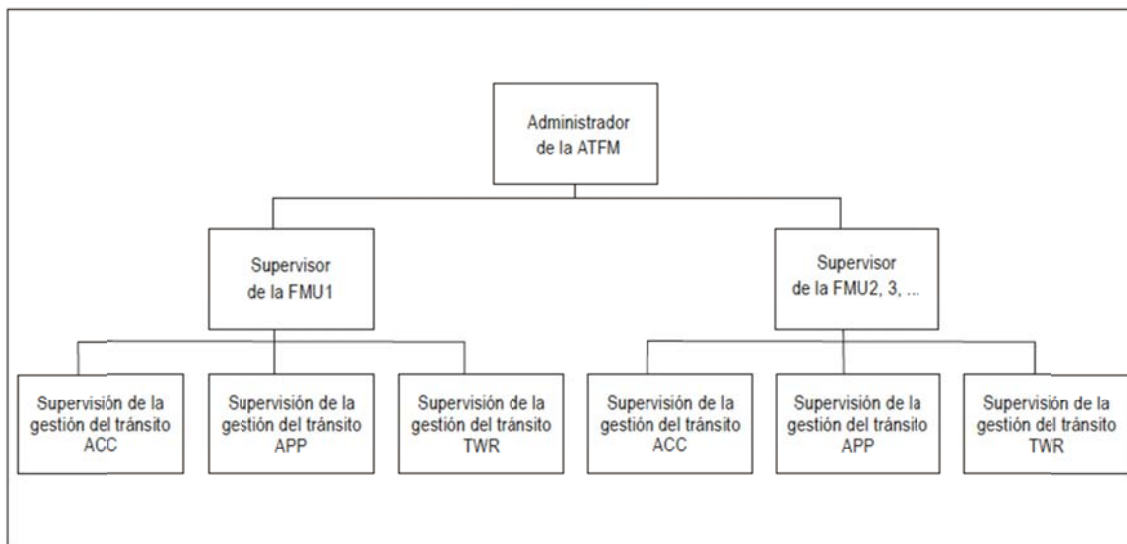 Administrador
de la ATFM
Supervisor
de la FMU1
Supervisor
de la FMU2, 3, ...
Supervisión de la
gestión del tránsito
ACC
Supervisión de la
gestión del tránsito
APP
Supervisión de la
gestión del tránsito
TWR
Supervisión de la
gestión del tránsito
ACC
Supervisión de la
gestión del tránsito
APP
Supervisión de la
gestión del tránsito
TWR